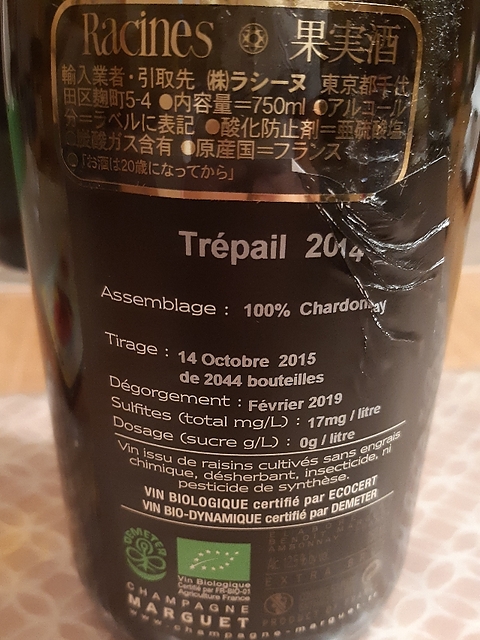 Racines 果実酒
輸入業者・引取先 (株)ラシーヌ 東京都千代
田区麹町5-4 ●内容量=750ml ●アルコール
分=ラベルに表記 ●酸化防止剤=亜硫酸塩
炭酸ガス含有 ●原産国=フランス
「お酒は20歳になってから」
Trépail 2014
Assemblage : 100% Chardonnay
Tirage : 14 Octobre 2015
de 2044 bouteilles
Dégorgement : Février 2019
Sulfites (total mg/L) : 17mg / litre
Dosage (sucre g/L) : 0g / litre
Vin issu de raisins cultivés sans engrais
chimique, désherbant, insecticide, ni
pesticide de synthèse.
VIN BIOLOGIQUE certifié par ECOCERT
VIN BIO-DYNAMIQUE certifié par DEMETER
DEMETER
Vin Biologique
Certifié par FR-BIO-01
Agriculture France
CHAMPAGNE
MARGUET
www.champagne-marguet.fr